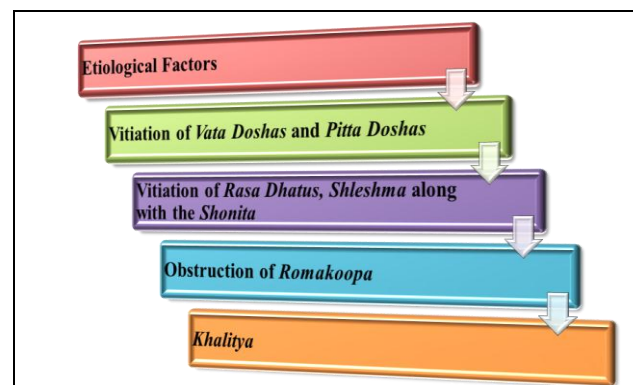 Etiological Factors
Vitiation of Vata Doshas and Pitta Doshas
Vitiation of Rasa Dhatus, Shleshma along
with the Shonita
Obstruction of Romakoopa
Khalitya